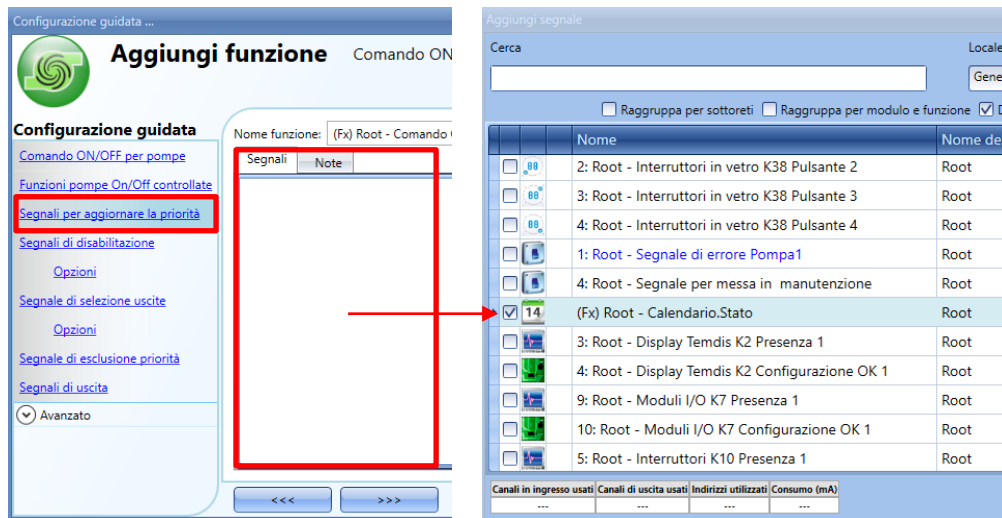 Configurazione guidata ...
Aggiungi funzione Comando ON
Configurazione guidata
Comando ON/OFF per pompe
Funzioni pompe On/Off controllate
Segnali per aggiornare la priorità
Segnali di disabilitazione
Opzioni
Segnale di selezione uscite
Opzioni
Segnale di esclusione priorità
Segnali di uscita
Avanzato
Nome funzione: (Fx) Root - Comando
Segnali Note
<<< >>>
Aggiungi segnale
Cerca Locale
Gene
Raggruppa per sottoreti Raggruppa per modulo e funzione D
Nome Nome de
2: Root - Interruttori in vetro K38 Pulsante 2 Root
3: Root - Interruttori in vetro K38 Pulsante 3 Root
4: Root - Interruttori in vetro K38 Pulsante 4 Root
1: Root - Segnale di errore Pompa1 Root
4: Root - Segnale per messa in manutenzione Root
14 (Fx) Root - Calendario.Stato Root
3: Root - Display Temdis K2 Presenza 1 Root
4: Root - Display Temdis K2 Configurazione OK 1 Root
9: Root - Moduli I/O K7 Presenza 1 Root
10: Root - Moduli I/O K7 Configurazione OK 1 Root
5: Root - Interruttori K10 Presenza 1 Root
Canali in ingresso usati Canali di uscita usati Indirizzi utilizzati Consumo (mA)
--- --- --- ---